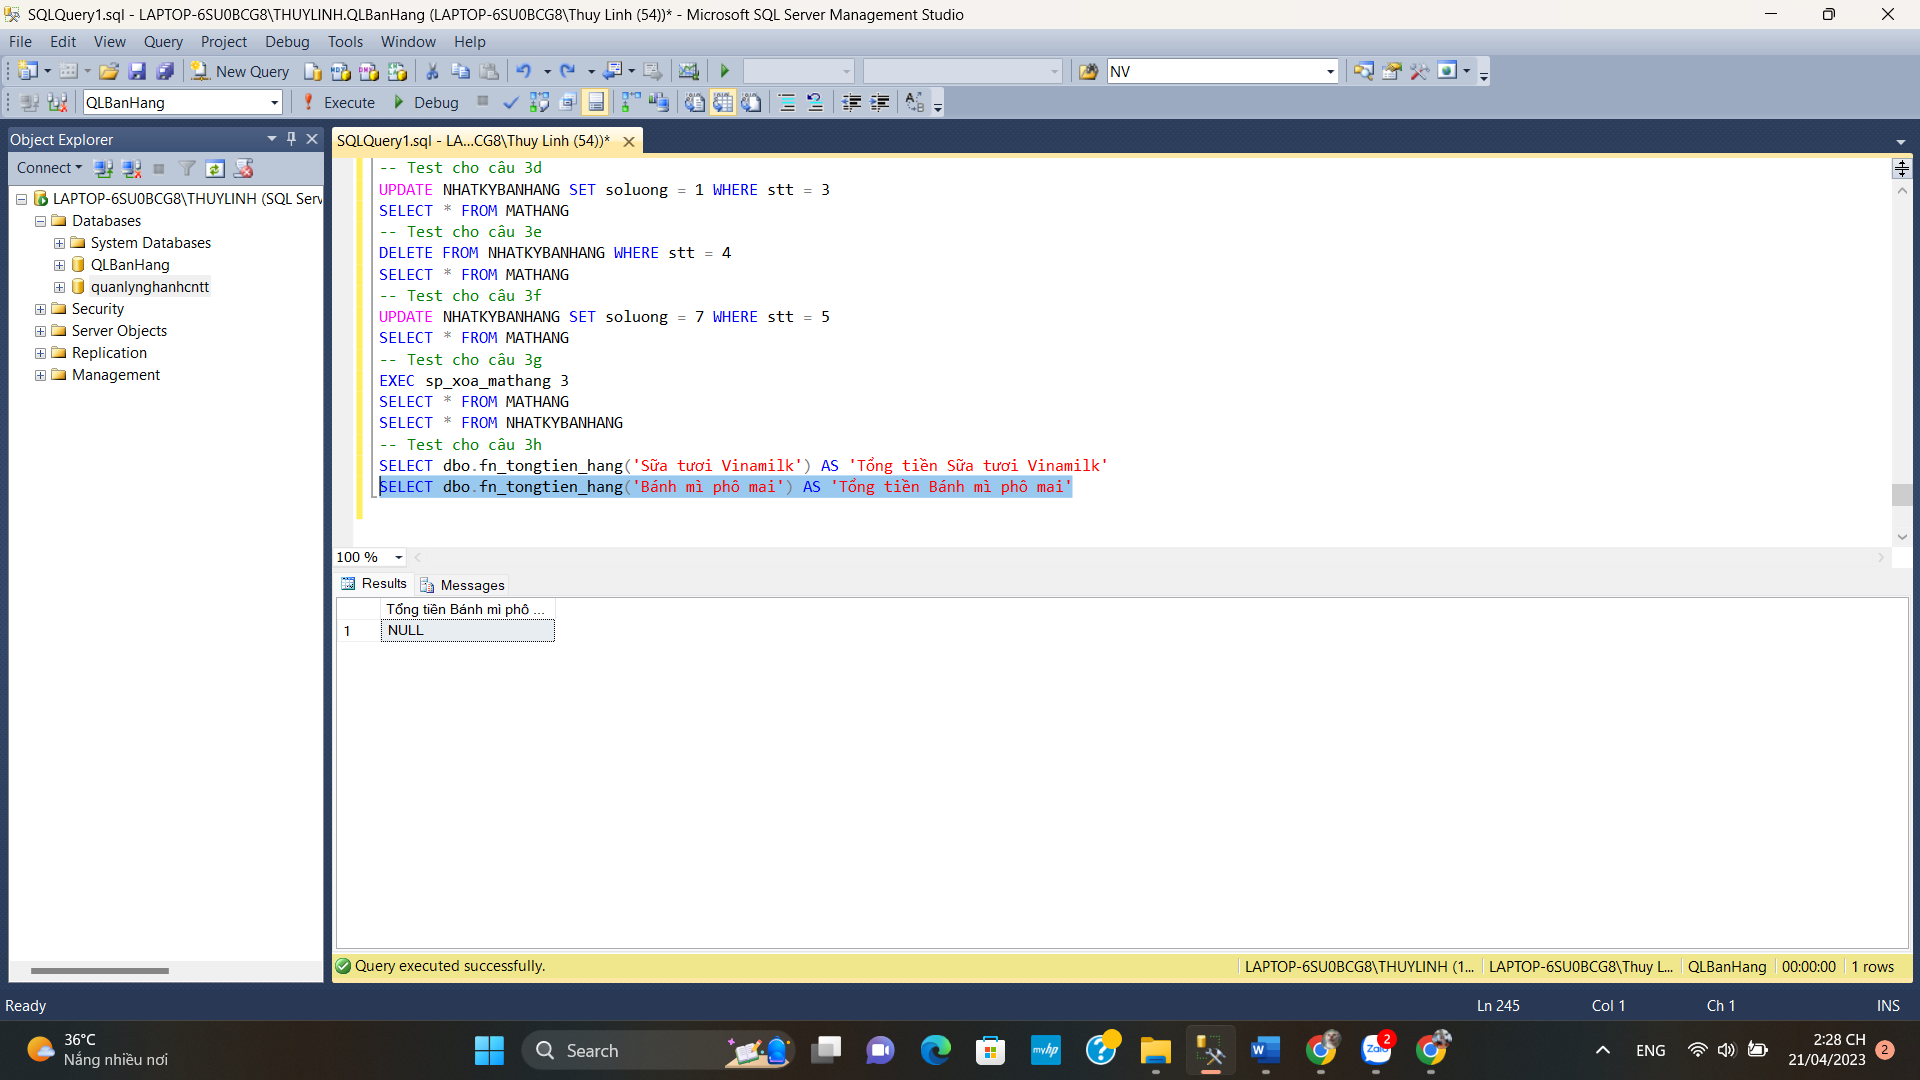 SQLQuery1.sql - LAPTOP-6SU0BCG8\THUYLINH.QLBanHang (LAPTOP-6SU0BCG8\Thuy Linh (54))* - Microsoft SQL Server Management Studio
File Edit View Query Project Debug Tools Window Help
New Query
NV
QLBanHang
Execute Debug
Object Explorer
SQLQuery1.sql - LA...CG8\Thuy Linh (54))*
Connect
LAPTOP-6SU0BCG8\THUYLINH (SQL Serv
Databases
System Databases
QLBanHang
quanlynghanhcntt
Security
Server Objects
Replication
Management
-- Test cho câu 3d
UPDATE NHATKYBANHANG SET soluong = 1 WHERE stt = 3
SELECT * FROM MATHANG
-- Test cho câu 3e
DELETE FROM NHATKYBANHANG WHERE stt = 4
SELECT * FROM MATHANG
-- Test cho câu 3f
UPDATE NHATKYBANHANG SET soluong = 7 WHERE stt = 5
SELECT * FROM MATHANG
-- Test cho câu 3g
EXEC sp_xoa_mathang 3
SELECT * FROM MATHANG
SELECT * FROM NHATKYBANHANG
-- Test cho câu 3h
SELECT dbo.fn_tongtien_hang('Sữa tươi Vinamilk') AS 'Tổng tiền Sữa tươi Vinamilk'
SELECT dbo.fn_tongtien_hang('Bánh mì phô mai') AS 'Tổng tiền Bánh mì phô mai'
100 %
Results Messages
Tổng tiền Bánh mì phô ...
1 NULL
Query executed successfully.
LAPTOP-6SU0BCG8\THUYLINH (1... LAPTOP-6SU0BCG8\Thuy L... QLBanHang 00:00:00 1 rows
Ready Ln 245 Col 1 Ch 1 INS
36°C
Nắng nhiều nơi
Search
myhp
Zalo
2
ENG
2:28 CH
21/04/2023
2